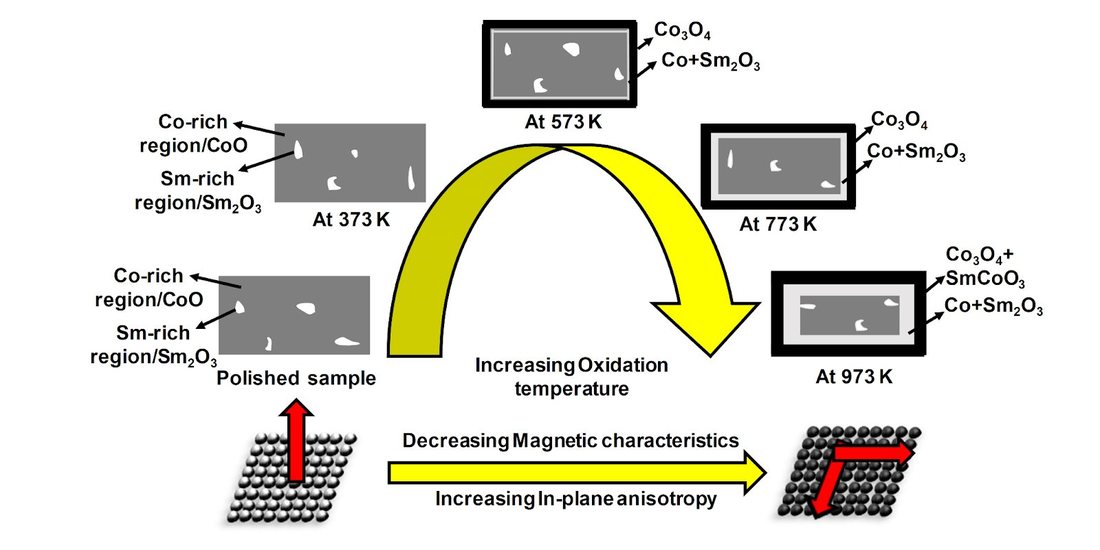 Co₃O₄
Co+Sm₂O₃
At 573 K
Co-rich
region/CoO
Sm-rich
region/Sm₂O₃
At 373 K
Co₃O₄
Co+Sm₂O₃
At 773 K
Co-rich
region/CoO
Sm-rich
region/Sm₂O₃
Polished sample
Co₃O₄+
SmCoO₃
Co+Sm₂O₃
At 973 K
Increasing Oxidation
temperature
Decreasing Magnetic characteristics
Increasing In-plane anisotropy